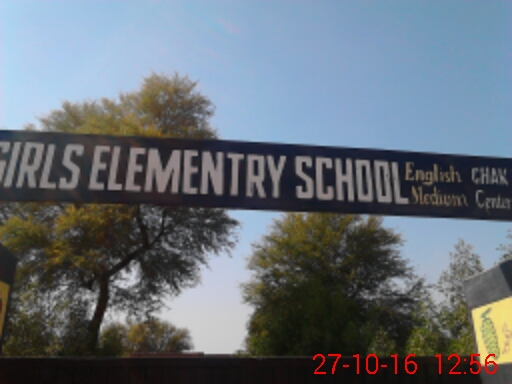 GIRLS ELEMENTRY SCHOOL
English CHAK
Medium Center
27-10-16 12:56